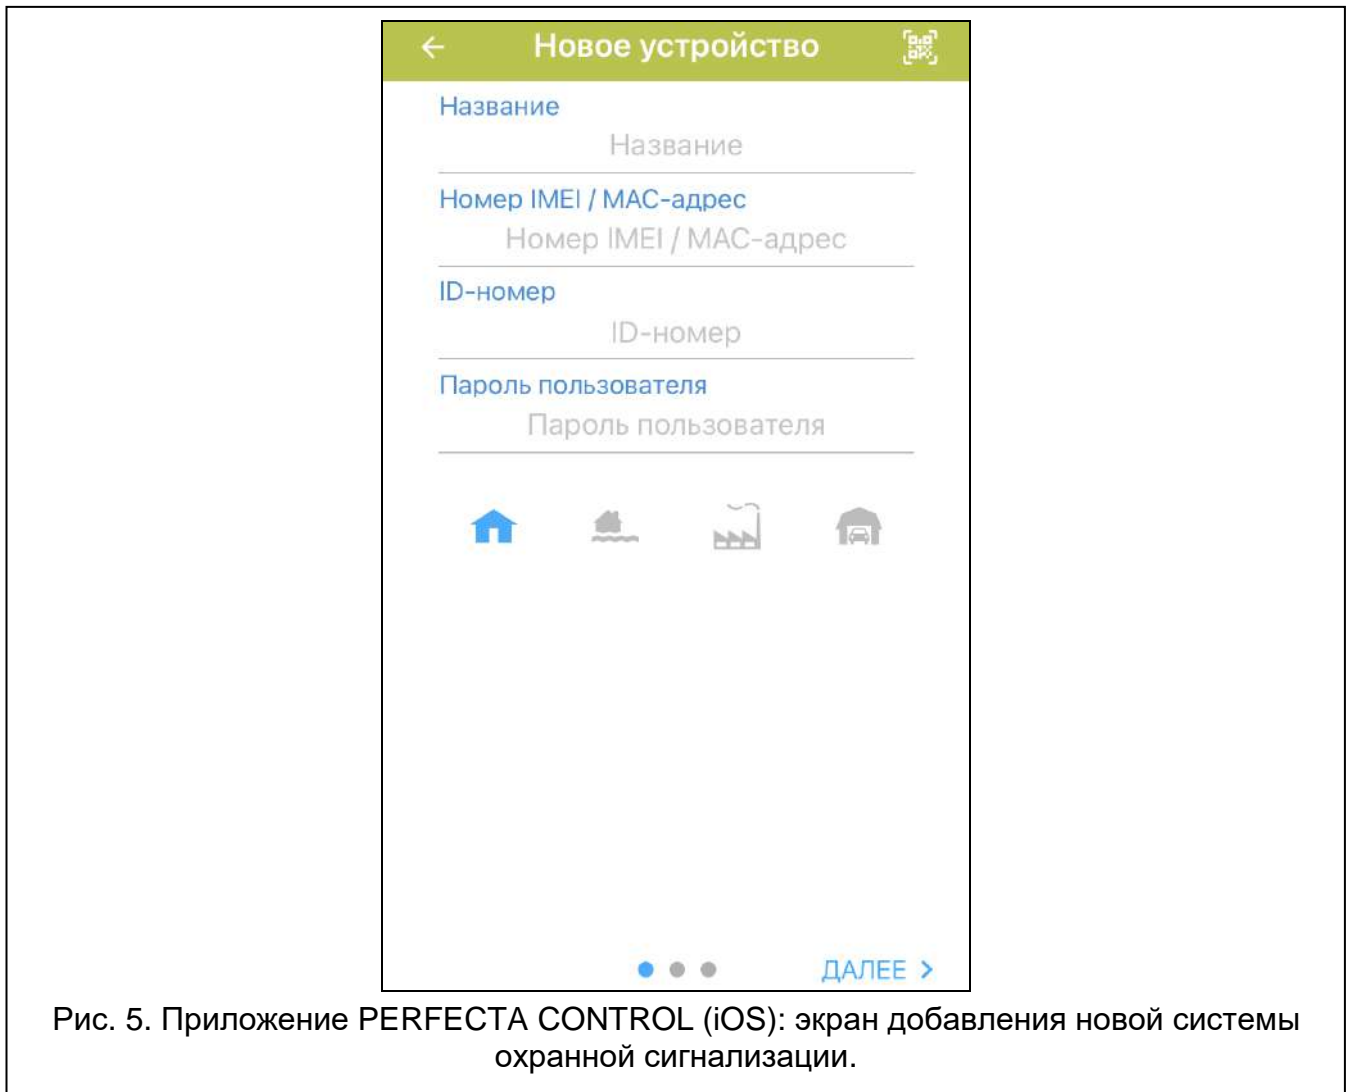 Новое устройство
Название
Название
Номер IMEI / MAC-адрес
Номер IMEI / MAC-адрес
ID-номер
ID-номер
Пароль пользователя
Пароль пользователя
ДАЛЕЕ >
Рис. 5. Приложение PERFECTA CONTROL (iOS): экран добавления новой системы
охранной сигнализации.